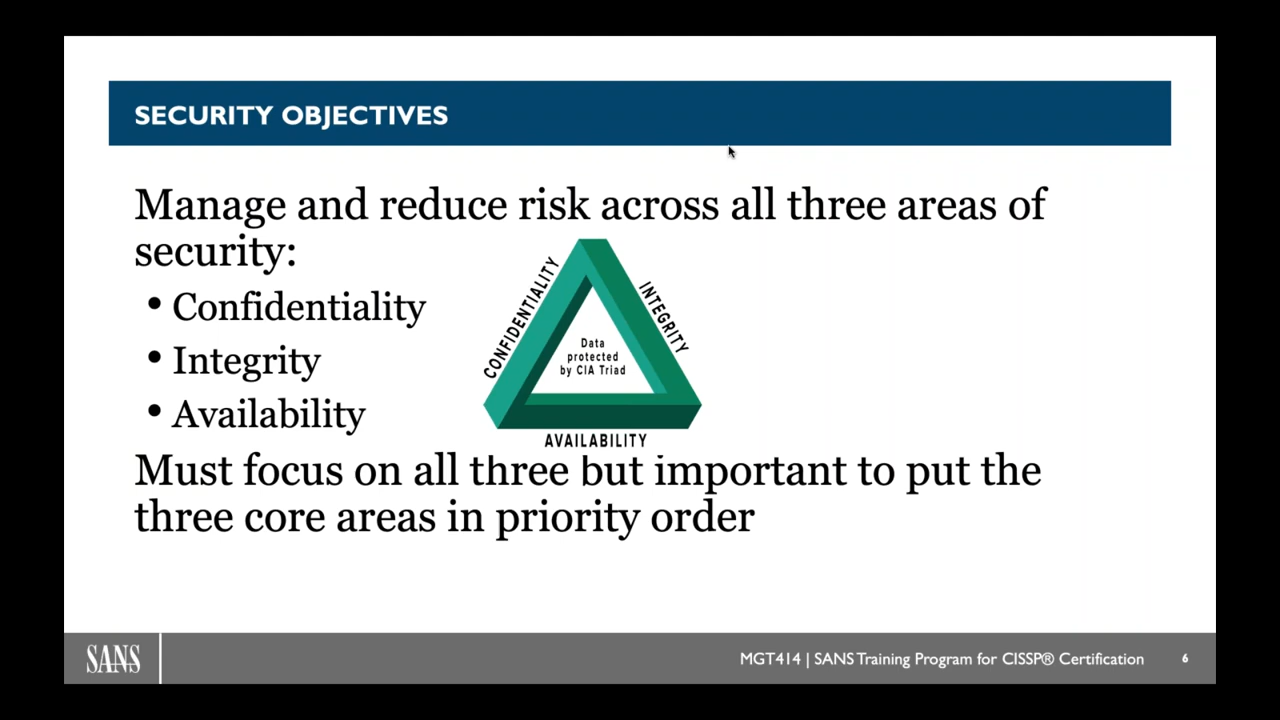 SECURITY OBJECTIVES
Manage and reduce risk across all three areas of
security:
• Confidentiality
• Integrity
• Availability
CONFIDENTIALITY
INTEGRITY
Data
protected
by CIA Triad
AVAILABILITY
Must focus on all three but important to put the
three core areas in priority order
SANS
MGT414 | SANS Training Program for CISSP® Certification
6